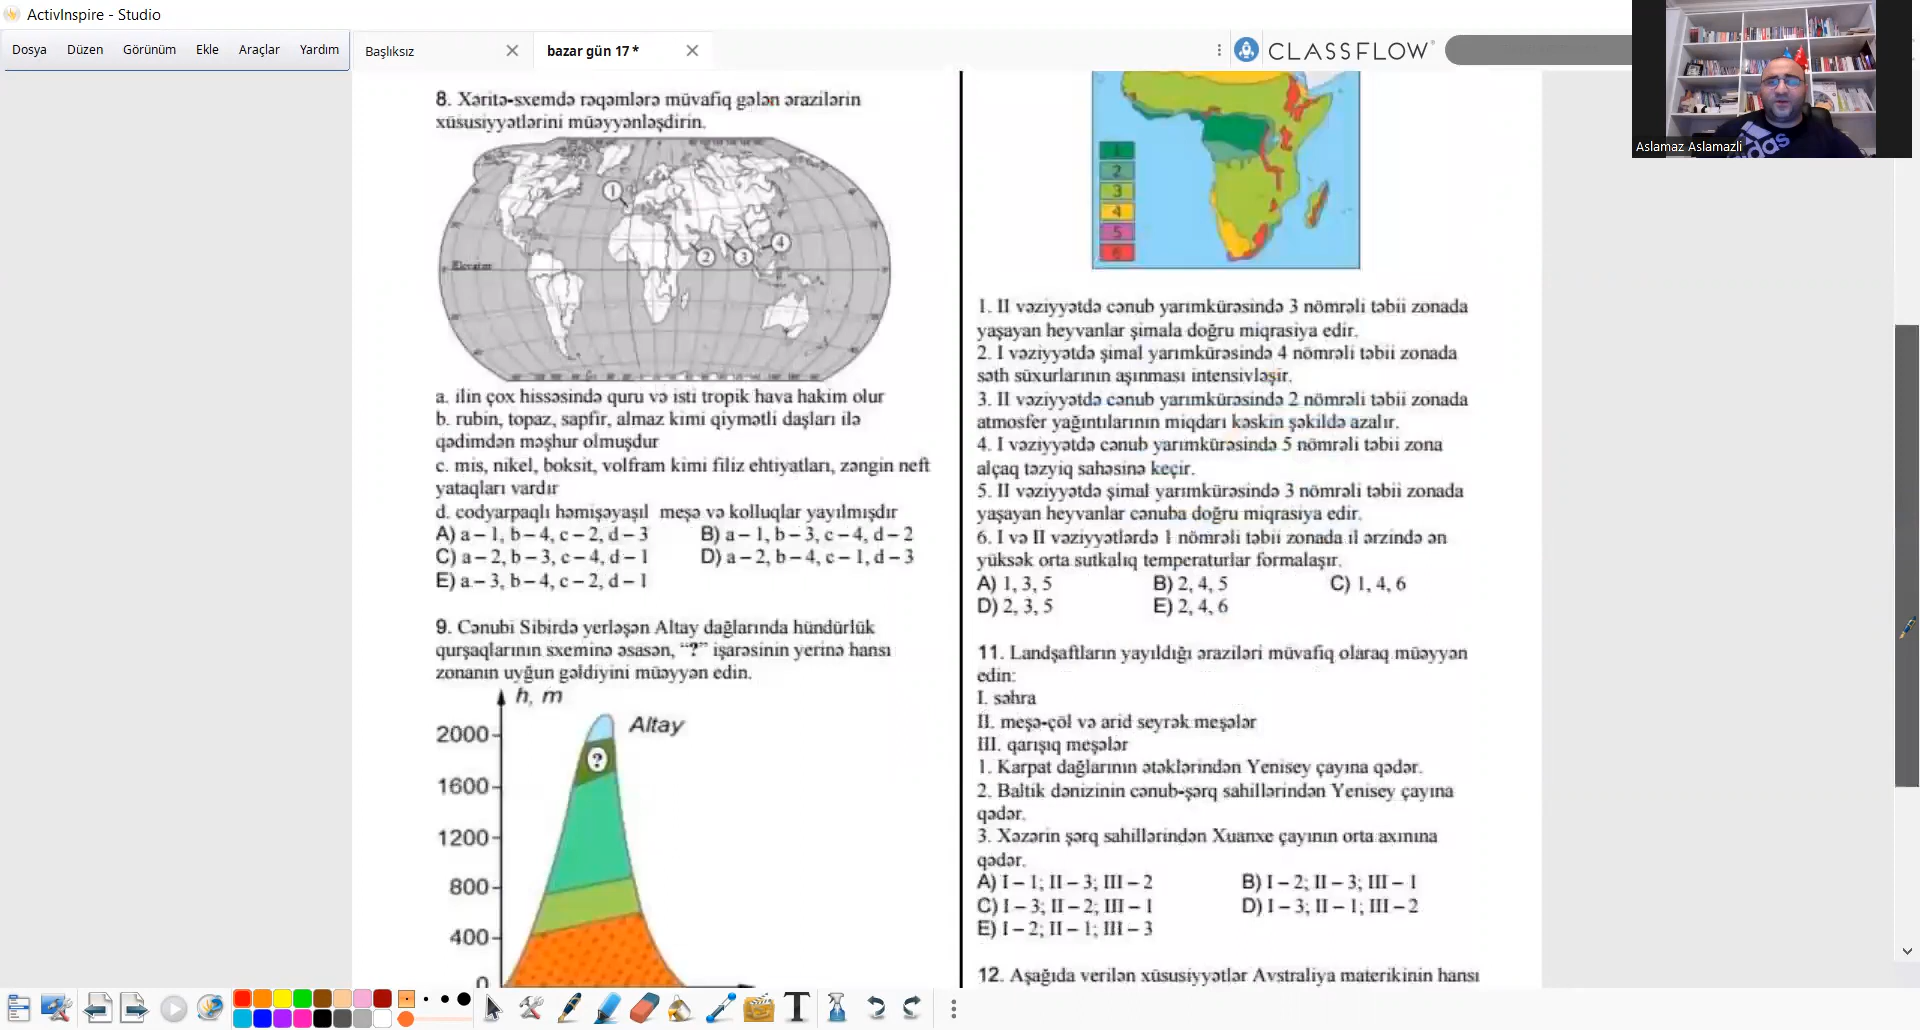 ActivInspire - Studio
Dosya Düzen Görünüm Ekle Araçlar Yardım
Başlıksız
bazar gün 17 *
CLASSFLOW
Aslamaz Aslamazli
8. Xəritə-sxemdə rəqəmlərə müvafiq gələn ərazilərin
xüsusiyyətlərini müəyyənləşdirin.
1
2
3
4
Ekvator
a. ilin çox hissəsində quru və isti tropik hava hakim olur
b. rubin, topaz, sapfir, almaz kimi qiymətli daşları ilə
qədimdən məşhur olmuşdur
c. mis, nikel, boksit, volfram kimi filiz ehtiyatları, zəngin neft
yataqları vardır
d. codyarpaqlı həmişəyaşıl meşə və kolluqlar yayılmışdır
A) a – 1, b – 4, c – 2, d – 3 B) a – 1, b – 3, c – 4, d – 2
C) a – 2, b – 3, c – 4, d – 1 D) a – 2, b – 4, c – 1, d – 3
E) a – 3, b – 4, c – 2, d – 1
9. Cənubi Sibirdə yerləşən Altay dağlarında hündürlük
qurşaqlarının sxeminə əsasən, “?” işarəsinin yerinə hansı
zonanın uyğun gəldiyini müəyyən edin.
h, m
Altay
2000
?
1600
1200
800
400
0
1
2
3
4
5
6
1. II vəziyyətdə cənub yarımkürəsində 3 nömrəli təbii zonada
yaşayan heyvanlar şimala doğru miqrasiya edir.
2. I vəziyyətdə şimal yarımkürəsində 4 nömrəli təbii zonada
səth süxurlarının aşınması intensivləşir.
3. II vəziyyətdə cənub yarımkürəsində 2 nömrəli təbii zonada
atmosfer yağıntılarının miqdarı kəskin şəkildə azalır.
4. I vəziyyətdə cənub yarımkürəsində 5 nömrəli təbii zona
alçaq təzyiq sahəsinə keçir.
5. II vəziyyətdə şimal yarımkürəsində 3 nömrəli təbii zonada
yaşayan heyvanlar cənuba doğru miqrasiya edir.
6. I və II vəziyyətlərdə 1 nömrəli təbii zonada il ərzində ən
yüksək orta sutkalıq temperaturlar formalaşır.
A) 1, 3, 5 B) 2, 4, 5 C) 1, 4, 6
D) 2, 3, 5 E) 2, 4, 6
11. Landşaftların yayıldığı əraziləri müvafiq olaraq müəyyən
edin:
I. səhra
II. meşə-çöl və arid seyrək meşələr
III. qarışıq meşələr
1. Karpat dağlarının ətəklərindən Yenisey çayına qədər.
2. Baltik dənizinin cənub-şərq sahillərindən Yenisey çayına
qədər.
3. Xəzərin şərq sahillərindən Xuanxe çayının orta axınına
qədər.
A) I – 1; II – 3; III – 2 B) I – 2; II – 3; III – 1
C) I – 3; II – 2; III – 1 D) I – 3; II – 1; III – 2
E) I – 2; II – 1; III – 3
12. Aşağıda verilən xüsusiyyətlər Avstraliya materikinin hansı